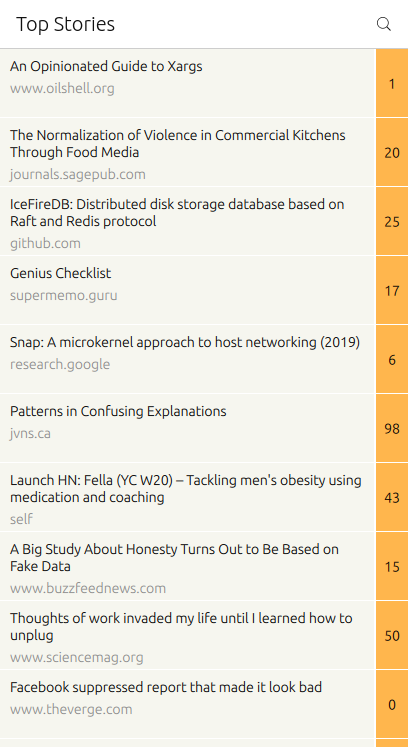 Top Stories
An Opinionated Guide to Xargs
www.oilshell.org
1
The Normalization of Violence in Commercial Kitchens
Through Food Media
journals.sagepub.com
20
IceFireDB: Distributed disk storage database based on
Raft and Redis protocol
github.com
25
Genius Checklist
supermemo.guru
17
Snap: A microkernel approach to host networking (2019)
research.google
6
Patterns in Confusing Explanations
jvns.ca
98
Launch HN: Fella (YC W20) – Tackling men's obesity using
medication and coaching
self
43
A Big Study About Honesty Turns Out to Be Based on
Fake Data
www.buzzfeednews.com
15
Thoughts of work invaded my life until I learned how to
unplug
www.sciencemag.org
50
Facebook suppressed report that made it look bad
www.theverge.com
0